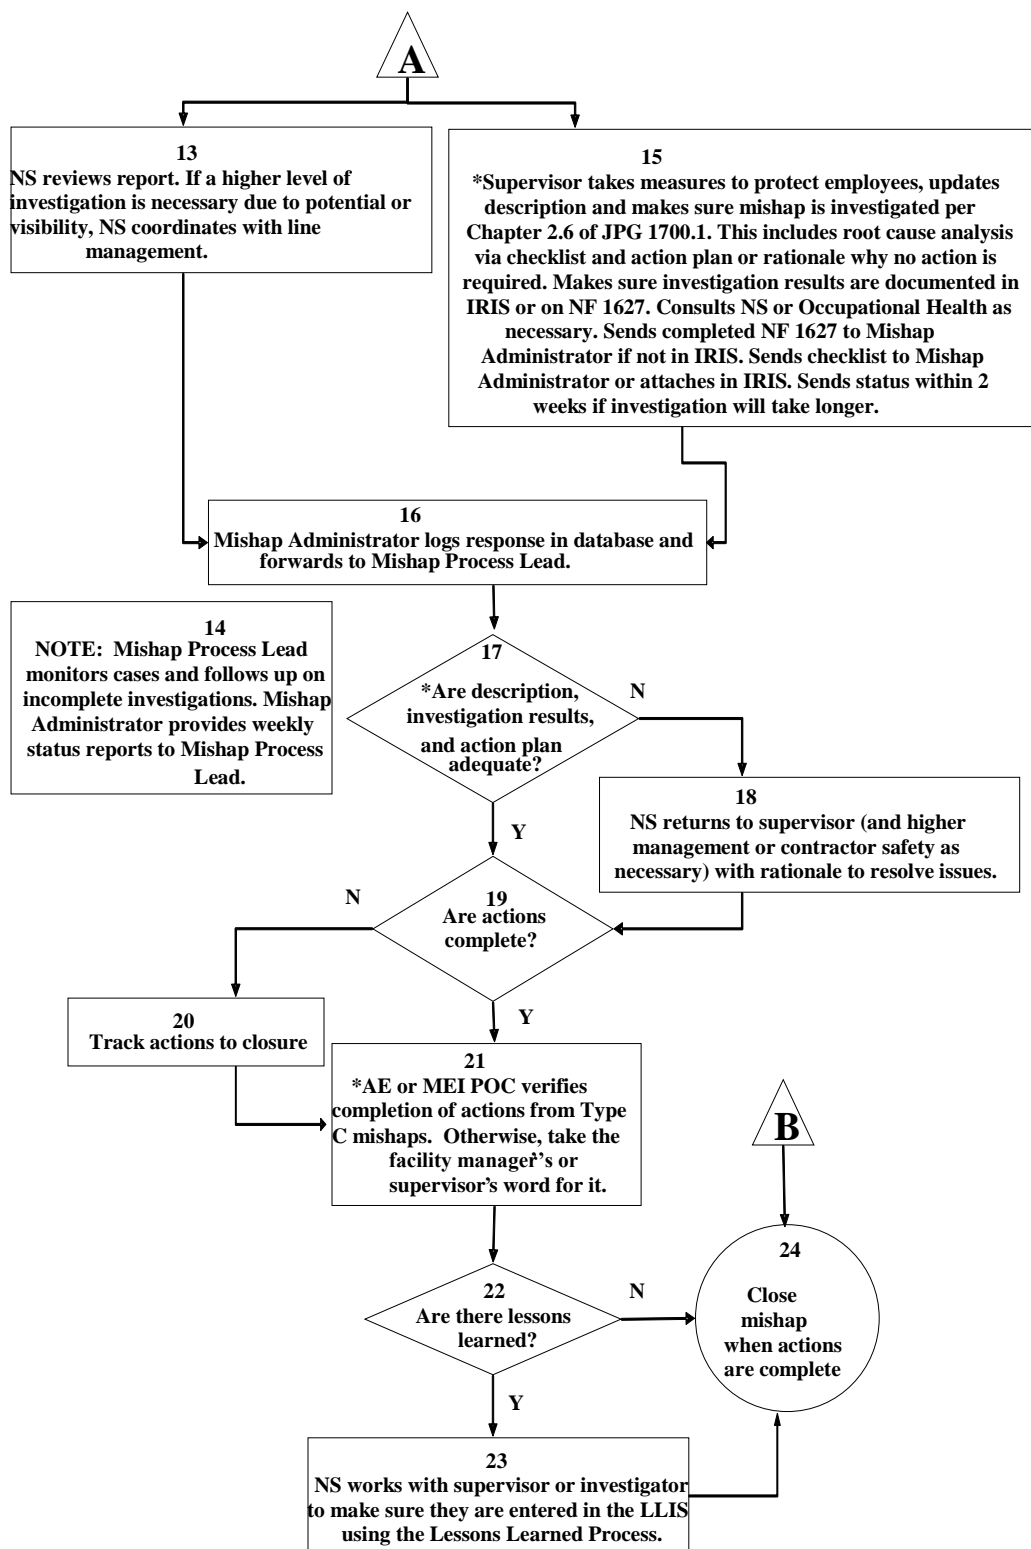 A
13
NS reviews report. If a higher level of
investigation is necessary due to potential or
visibility, NS coordinates with line
management.
15
*Supervisor takes measures to protect employees, updates
description and makes sure mishap is investigated per
Chapter 2.6 of JPG 1700.1. This includes root cause analysis
via checklist and action plan or rationale why no action is
required. Makes sure investigation results are documented in
IRIS or on NF 1627. Consults NS or Occupational Health as
necessary. Sends completed NF 1627 to Mishap
Administrator if not in IRIS. Sends checklist to Mishap
Administrator or attaches in IRIS. Sends status within 2
weeks if investigation will take longer.
16
Mishap Administrator logs response in database and
forwards to Mishap Process Lead.
14
NOTE: Mishap Process Lead
monitors cases and follows up on
incomplete investigations. Mishap
Administrator provides weekly
status reports to Mishap Process
Lead.
17
*Are description,
investigation results,
and action plan
adequate?
N
Y
18
NS returns to supervisor (and higher
management or contractor safety as
necessary) with rationale to resolve issues.
19
Are actions
complete?
N
Y
20
Track actions to closure
21
*AE or MEI POC verifies
completion of actions from Type
C mishaps. Otherwise, take the
facility manager’'s or
supervisor's word for it.
B
22
Are there lessons
learned?
N
Y
24
Close
mishap
when actions
are complete
23
NS works with supervisor or investigator
to make sure they are entered in the LLIS
using the Lessons Learned Process.